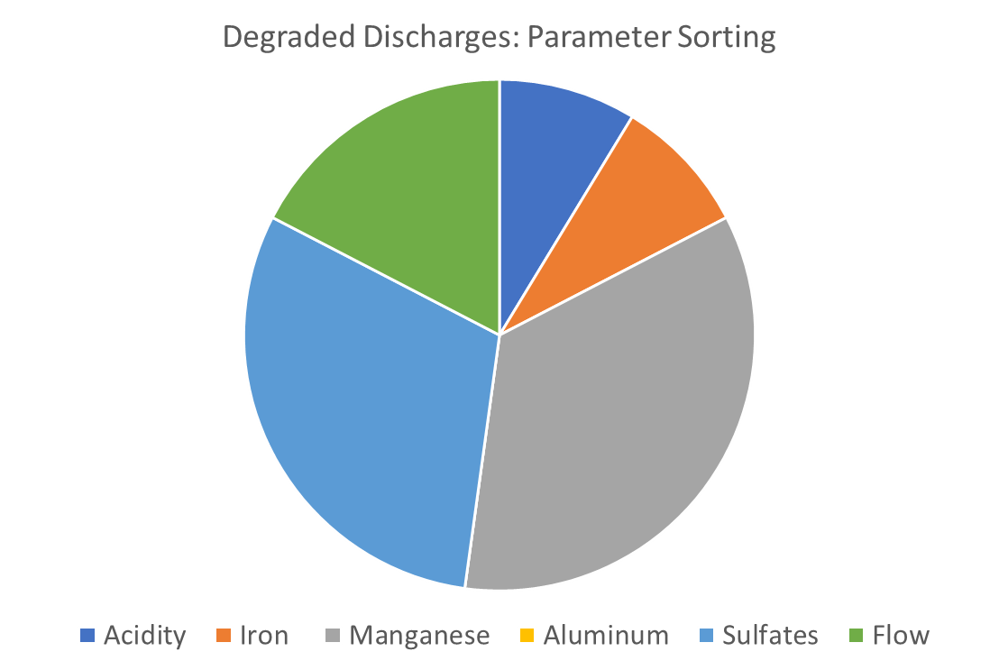 Degraded Discharges: Parameter Sorting
Acidity Iron Manganese Aluminum Sulfates Flow